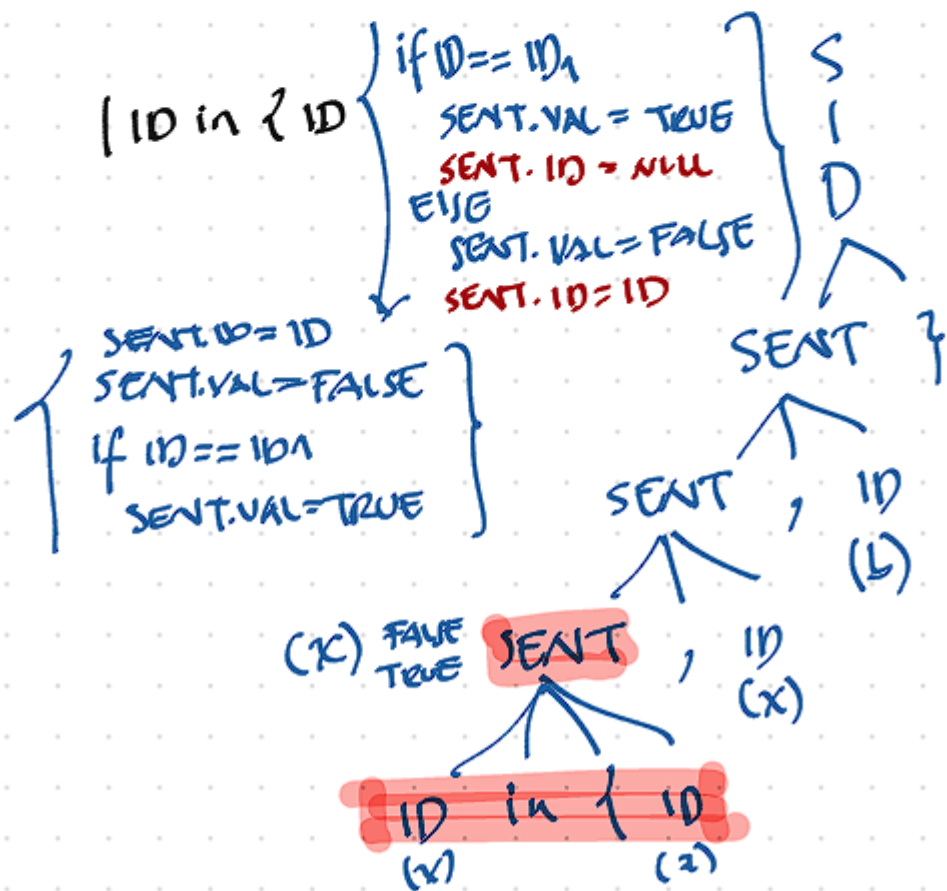 | ID in { ID
{ if ID == ID1
SENT.VAL = TRUE
SENT.ID = NULL
ELSE
SENT.VAL = FALSE
SENT.ID = ID
}
{ SENT.ID = ID
SENT.VAL = FALSE
if ID == ID1
SENT.VAL = TRUE
}
S
I
D
SENT }
SENT , ID
(b)
(x) FALSE
TRUE
SENT , ID
(x)
ID in { ID
(x) (z)